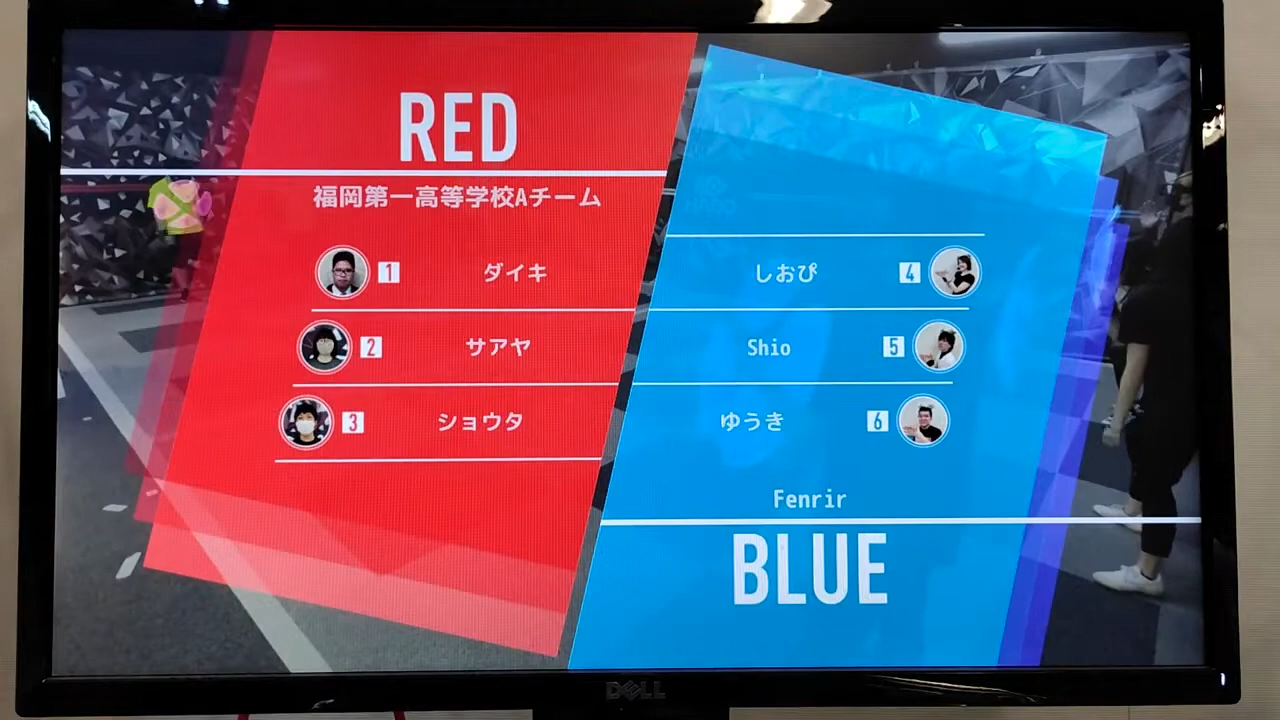 RED
福岡第一高等学校Aチーム
1 ダイキ
2 サアヤ
3 ショウタ
しおぴ 4
Shio 5
ゆうき 6
Fenrir
BLUE
DELL